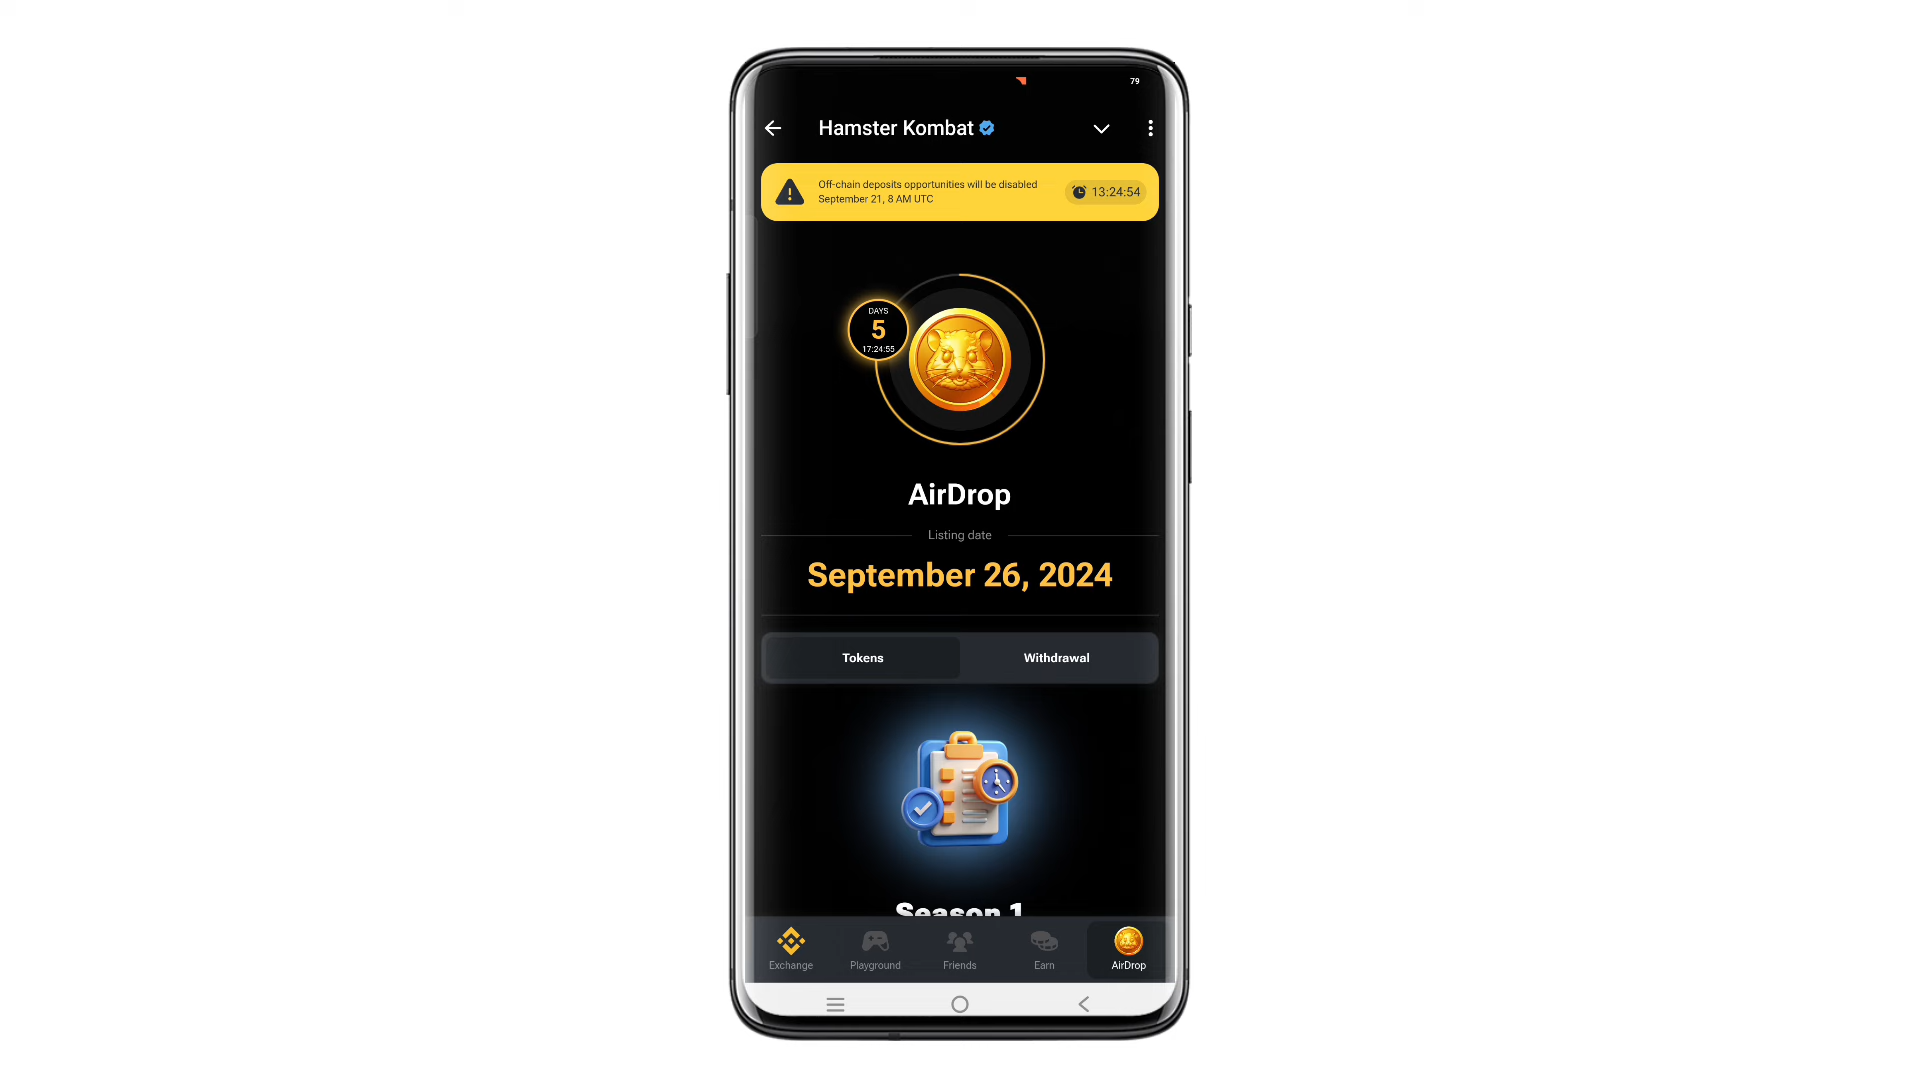 79
Hamster Kombat
Off-chain deposits opportunities will be disabled
September 21, 8 AM UTC
13:24:54
DAYS
5
17:24:55
AirDrop
Listing date
September 26, 2024
Tokens
Withdrawal
Season 1
Exchange
Playground
Friends
Earn
AirDrop